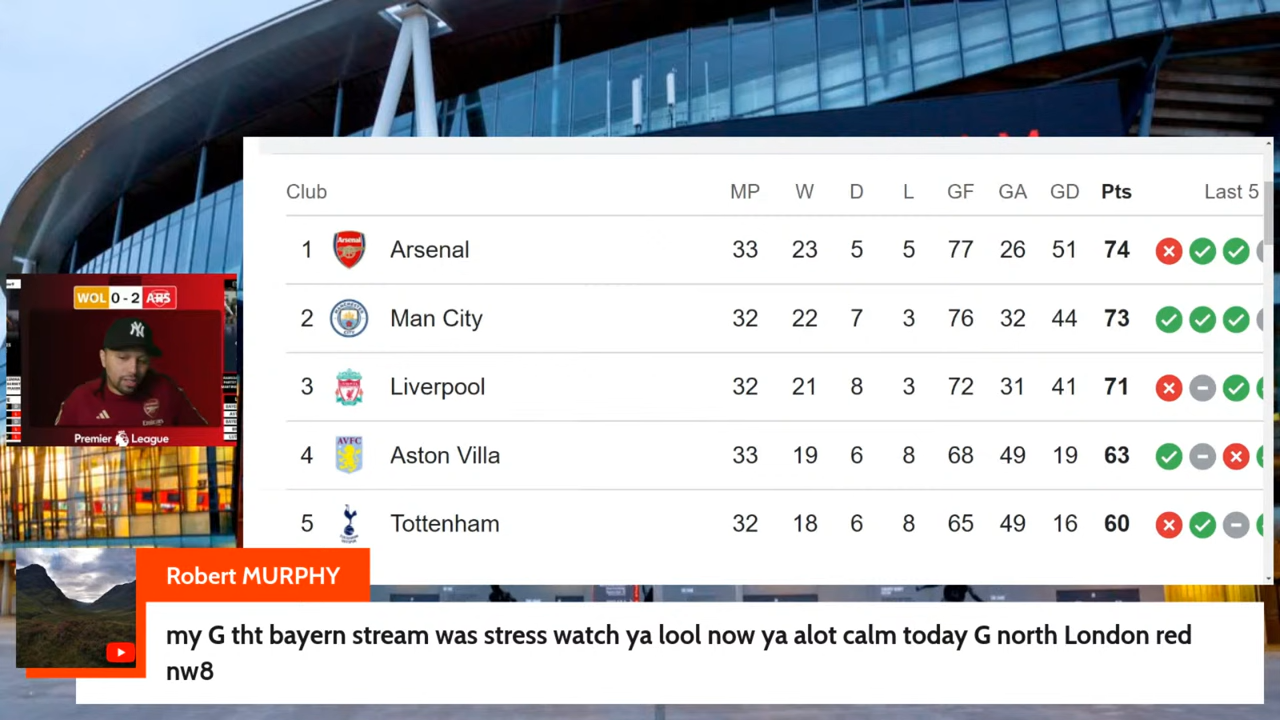 Club MP W D L GF GA GD Pts Last 5
1 Arsenal 33 23 5 5 77 26 51 74
2 Man City 32 22 7 3 76 32 44 73
3 Liverpool 32 21 8 3 72 31 41 71
AVFC
4 Aston Villa 33 19 6 8 68 49 19 63
5 Tottenham 32 18 6 8 65 49 16 60
WOL 0 - 2 ARS
Premier League
Robert MURPHY
my G tht bayern stream was stress watch ya lool now ya alot calm today G north London red
nw8